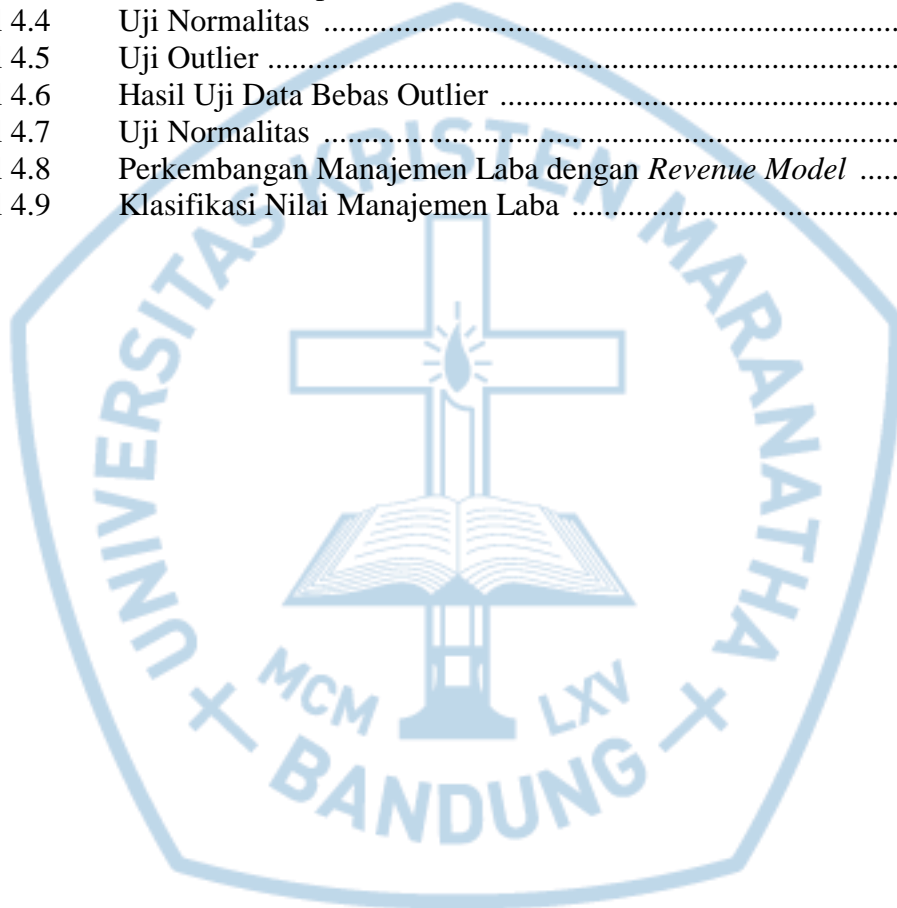 4.4 Uji Normalitas ................................................................................
4.5 Uji Outlier ................................................................................
4.6 Hasil Uji Data Bebas Outlier ......................................................
4.7 Uji Normalitas ................................................................................
4.8 Perkembangan Manajemen Laba dengan Revenue Model .....
4.9 Klasifikasi Nilai Manajemen Laba ...........................................
UNIVERSITAS KRISTEN MARANATHA
MCM LXV
BANDUNG